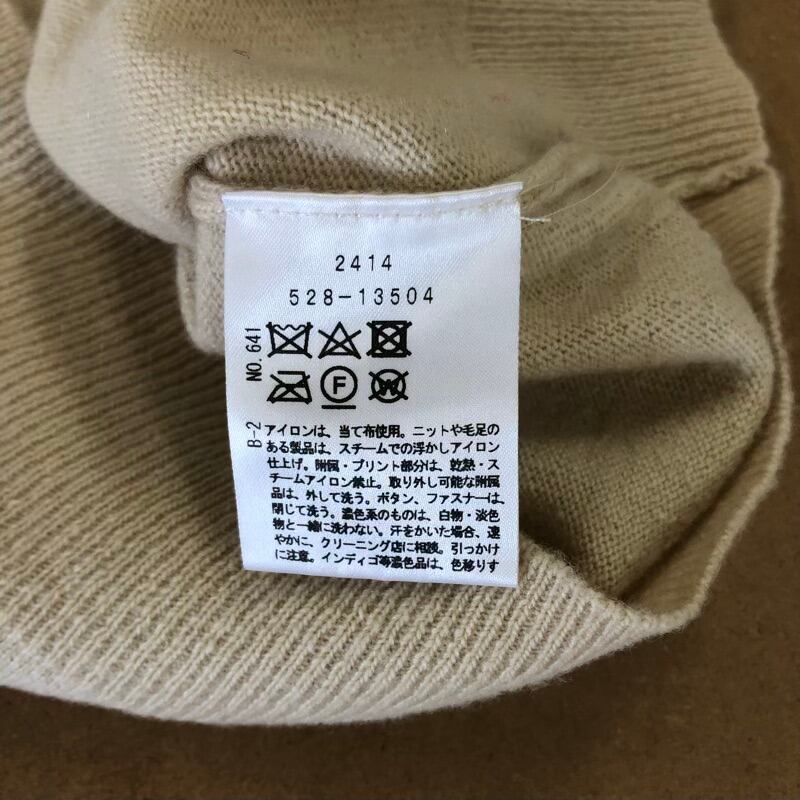 2414
528-13504
NO.641
F
W
B-2
アイロンは、当て布使用。ニットや毛足の
ある製品は、スチームでの浮かしアイロン
仕上げ。附属・プリント部分は、乾熱・ス
チームアイロン禁止。取り外し可能な附属
品は、外して洗う。ボタン、ファスナーは、
閉じて洗う。濃色系のものは、白物・淡色
物と一緒に洗わない。汗をかいた場合、速
やかに、クリーニング店に相談。引っかけ
に注意。インディゴ等濃色品は、色移りす